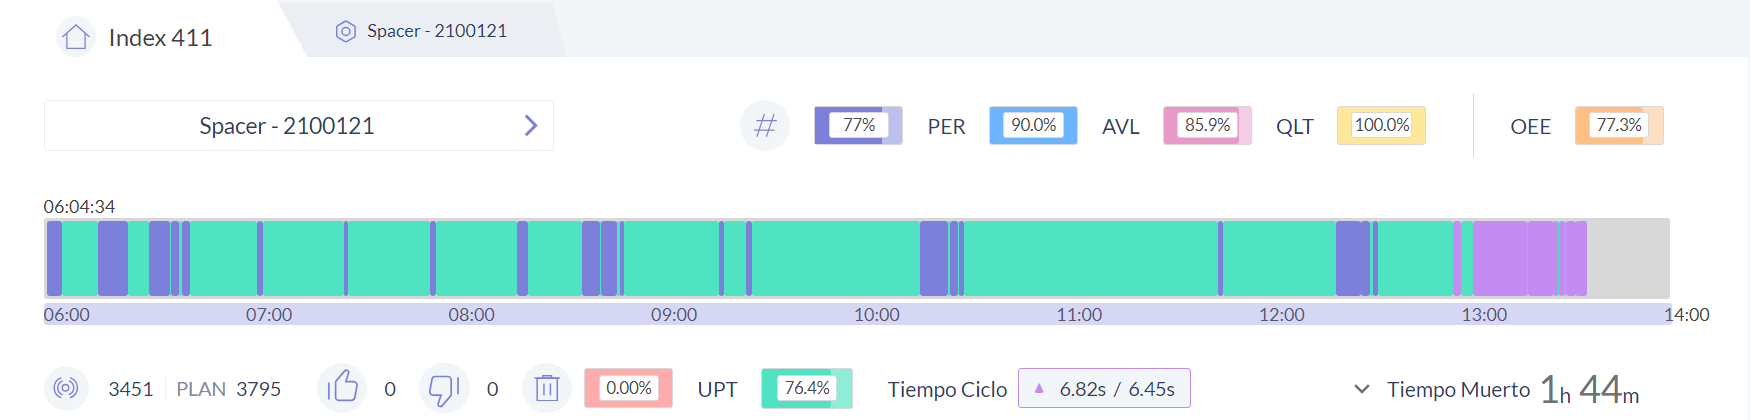 Index 411
Spacer - 2100121
Spacer - 2100121
# 77% PER 90.0% AVL 85.9% QLT 100.0% OEE 77.3%
06:04:34
06:00 07:00 08:00 09:00 10:00 11:00 12:00 13:00 14:00
3451 PLAN 3795 0 0 0.00% UPT 76.4% Tiempo Ciclo 6.82s / 6.45s Tiempo Muerto 1h 44m